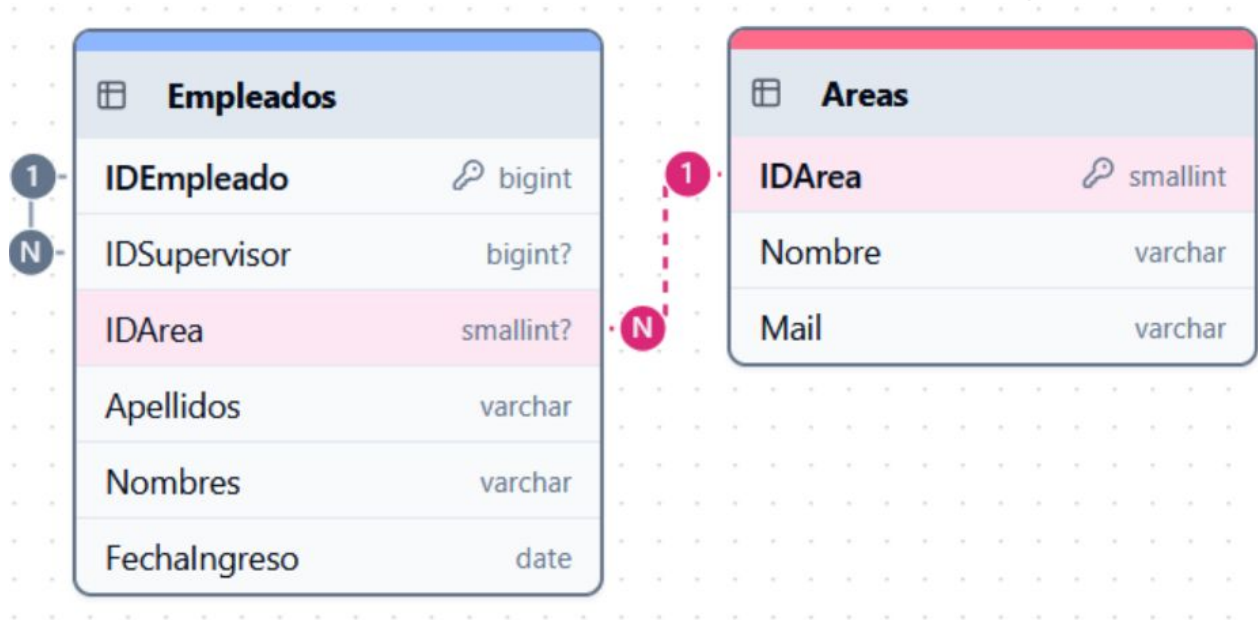 Empleados
1 IDEmpleado bigint
N IDSupervisor bigint?
IDArea smallint? N
Apellidos varchar
Nombres varchar
FechaIngreso date
Areas
1 IDArea smallint
Nombre varchar
Mail varchar